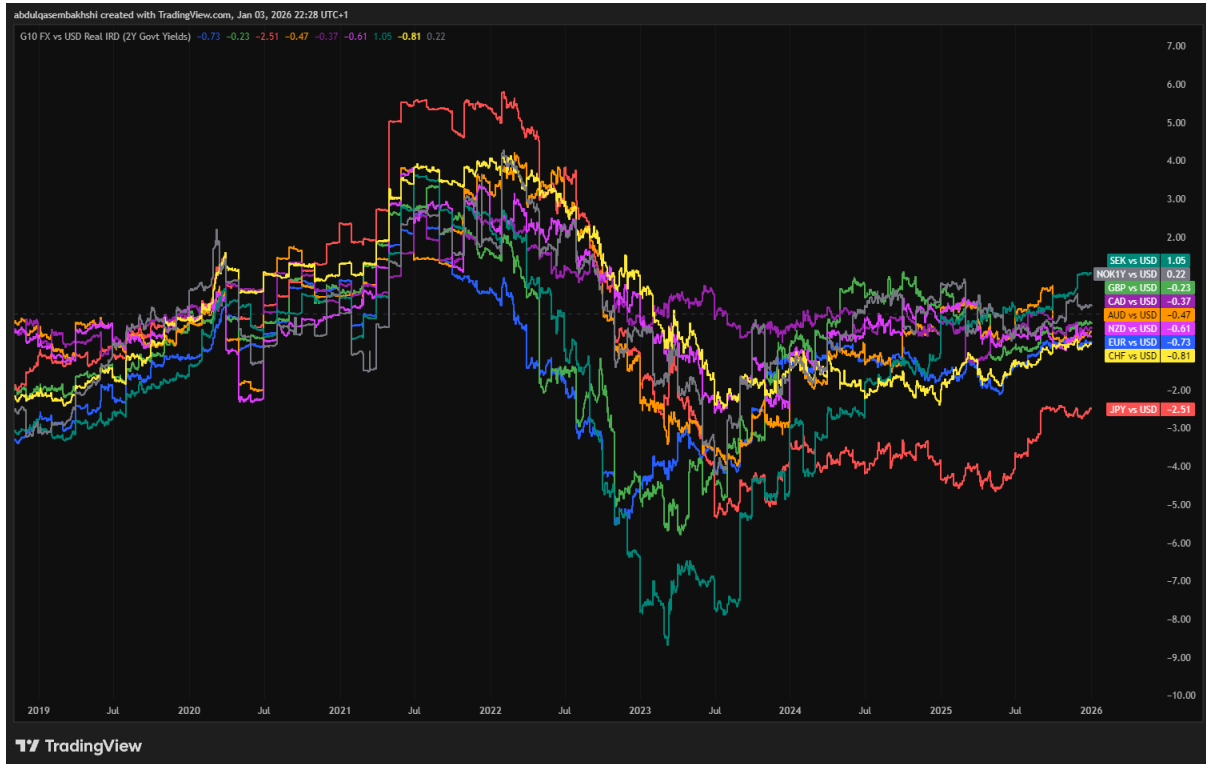 abdulqasembakhshi created with TradingView.com, Jan 03, 2026 22:28 UTC+1
G10 FX vs USD Real IRD (2Y Govt Yields) −0.73 −0.23 −2.51 −0.47 −0.37 −0.61 1.05 −0.81 0.22
7.00
6.00
5.00
4.00
3.00
2.00
SEK vs USD 1.05
NOK1Y vs USD 0.22
GBP vs USD −0.23
CAD vs USD −0.37
AUD vs USD −0.47
NZD vs USD −0.61
EUR vs USD −0.73
CHF vs USD −0.81
−2.00
JPY vs USD −2.51
−3.00
−4.00
−5.00
−6.00
−7.00
−8.00
−9.00
−10.00
2019 Jul 2020 Jul 2021 Jul 2022 Jul 2023 Jul 2024 Jul 2025 Jul 2026
TradingView